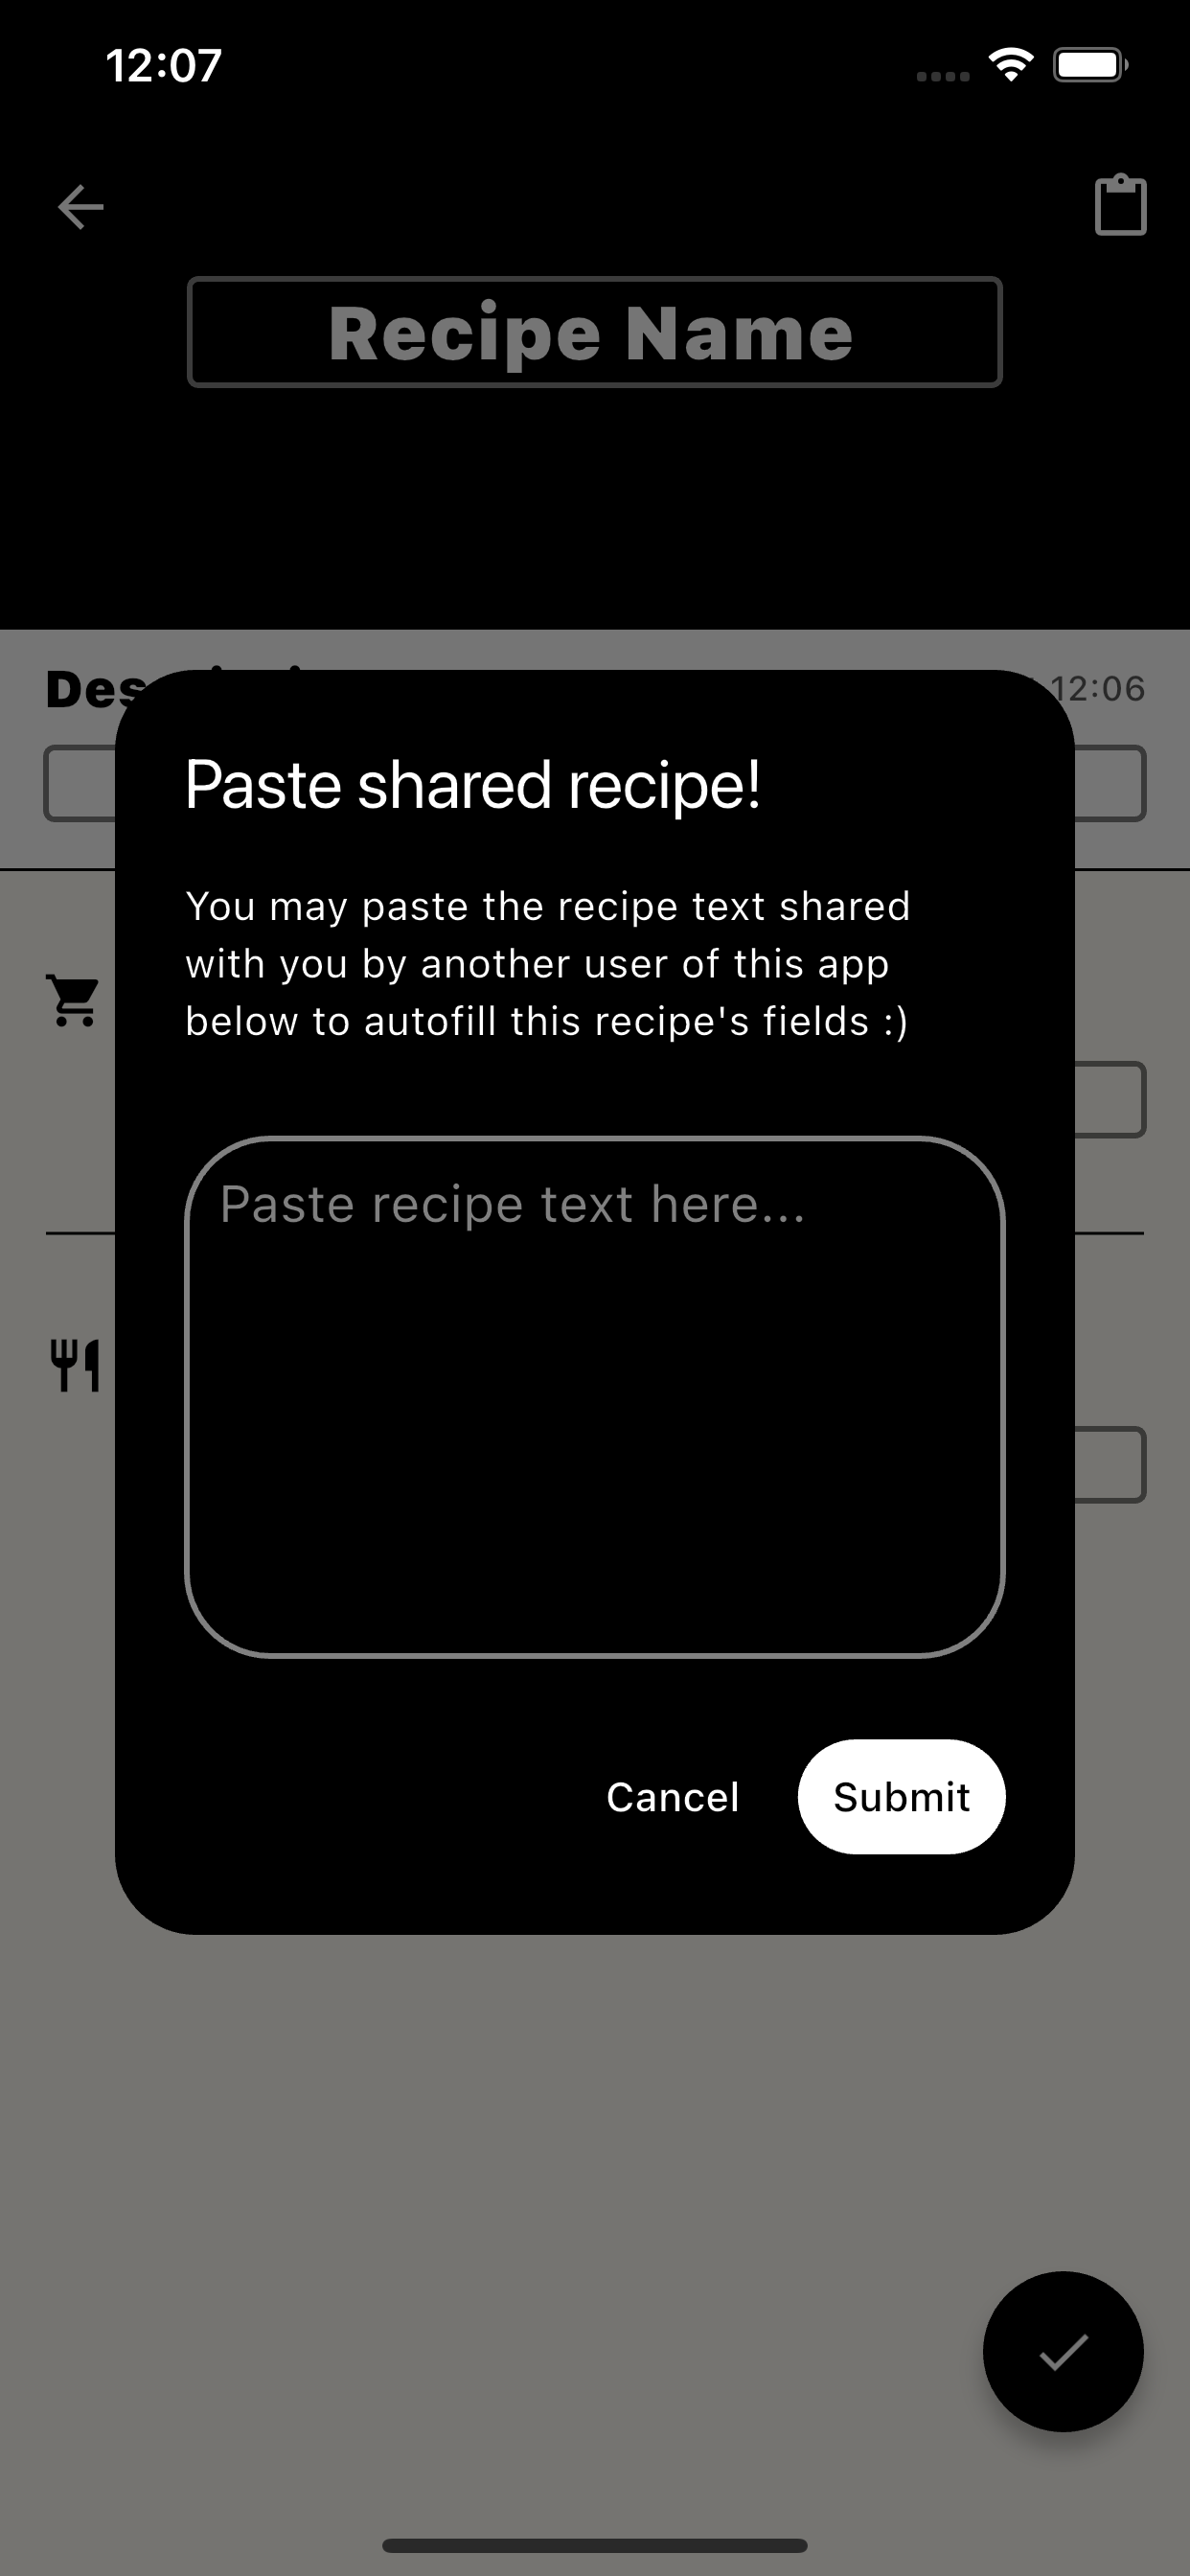 12:07
Recipe Name
12:06
Paste shared recipe!
You may paste the recipe text shared
with you by another user of this app
below to autofill this recipe's fields :)
Paste recipe text here...
Cancel
Submit